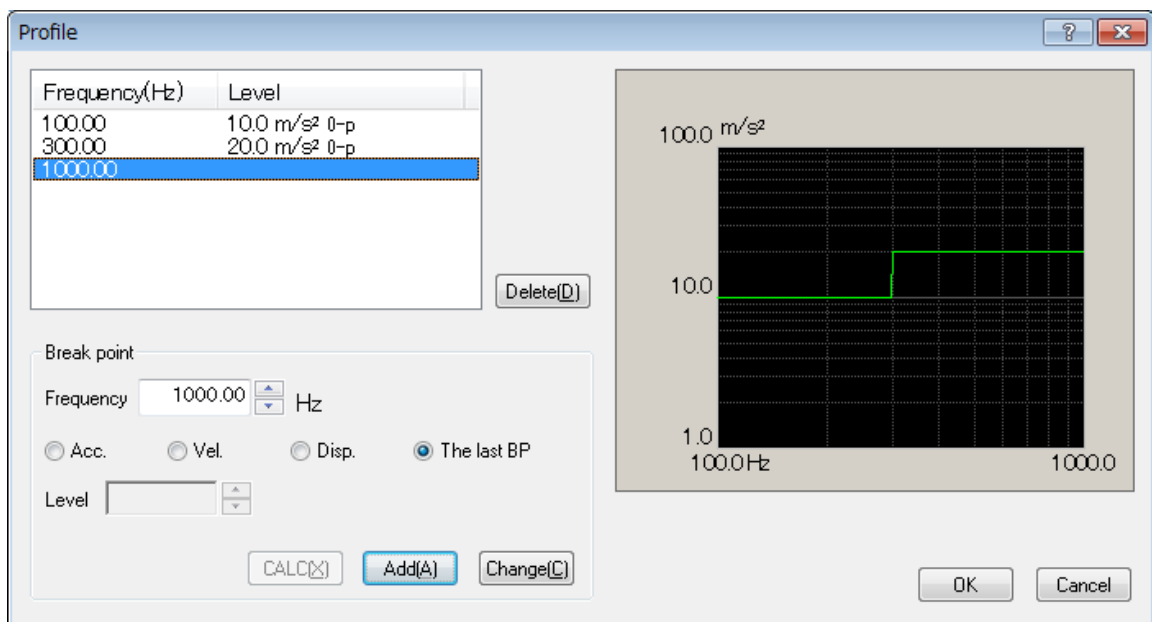 Profile
Frequency(Hz) Level
100.00 10.0 m/s² 0-p
300.00 20.0 m/s² 0-p
1000.00
Delete(D)
Break point
Frequency 1000.00 Hz
Acc. Vel. Disp. The last BP
Level
CALC(X) Add(A) Change(C)
100.0 m/s²
10.0
1.0
100.0Hz 1000.0
OK Cancel